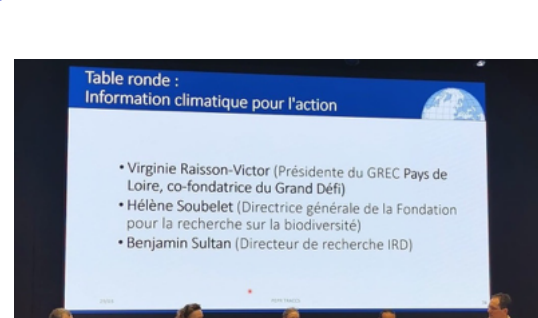 Table ronde :
Information climatique pour l'action
• Virginie Raisson-Victor (Présidente du GREC Pays de
Loire, co-fondatrice du Grand Défi)
• Hélène Soubelet (Directrice générale de la Fondation
pour la recherche sur la biodiversité)
• Benjamin Sultan (Directeur de recherche IRD)